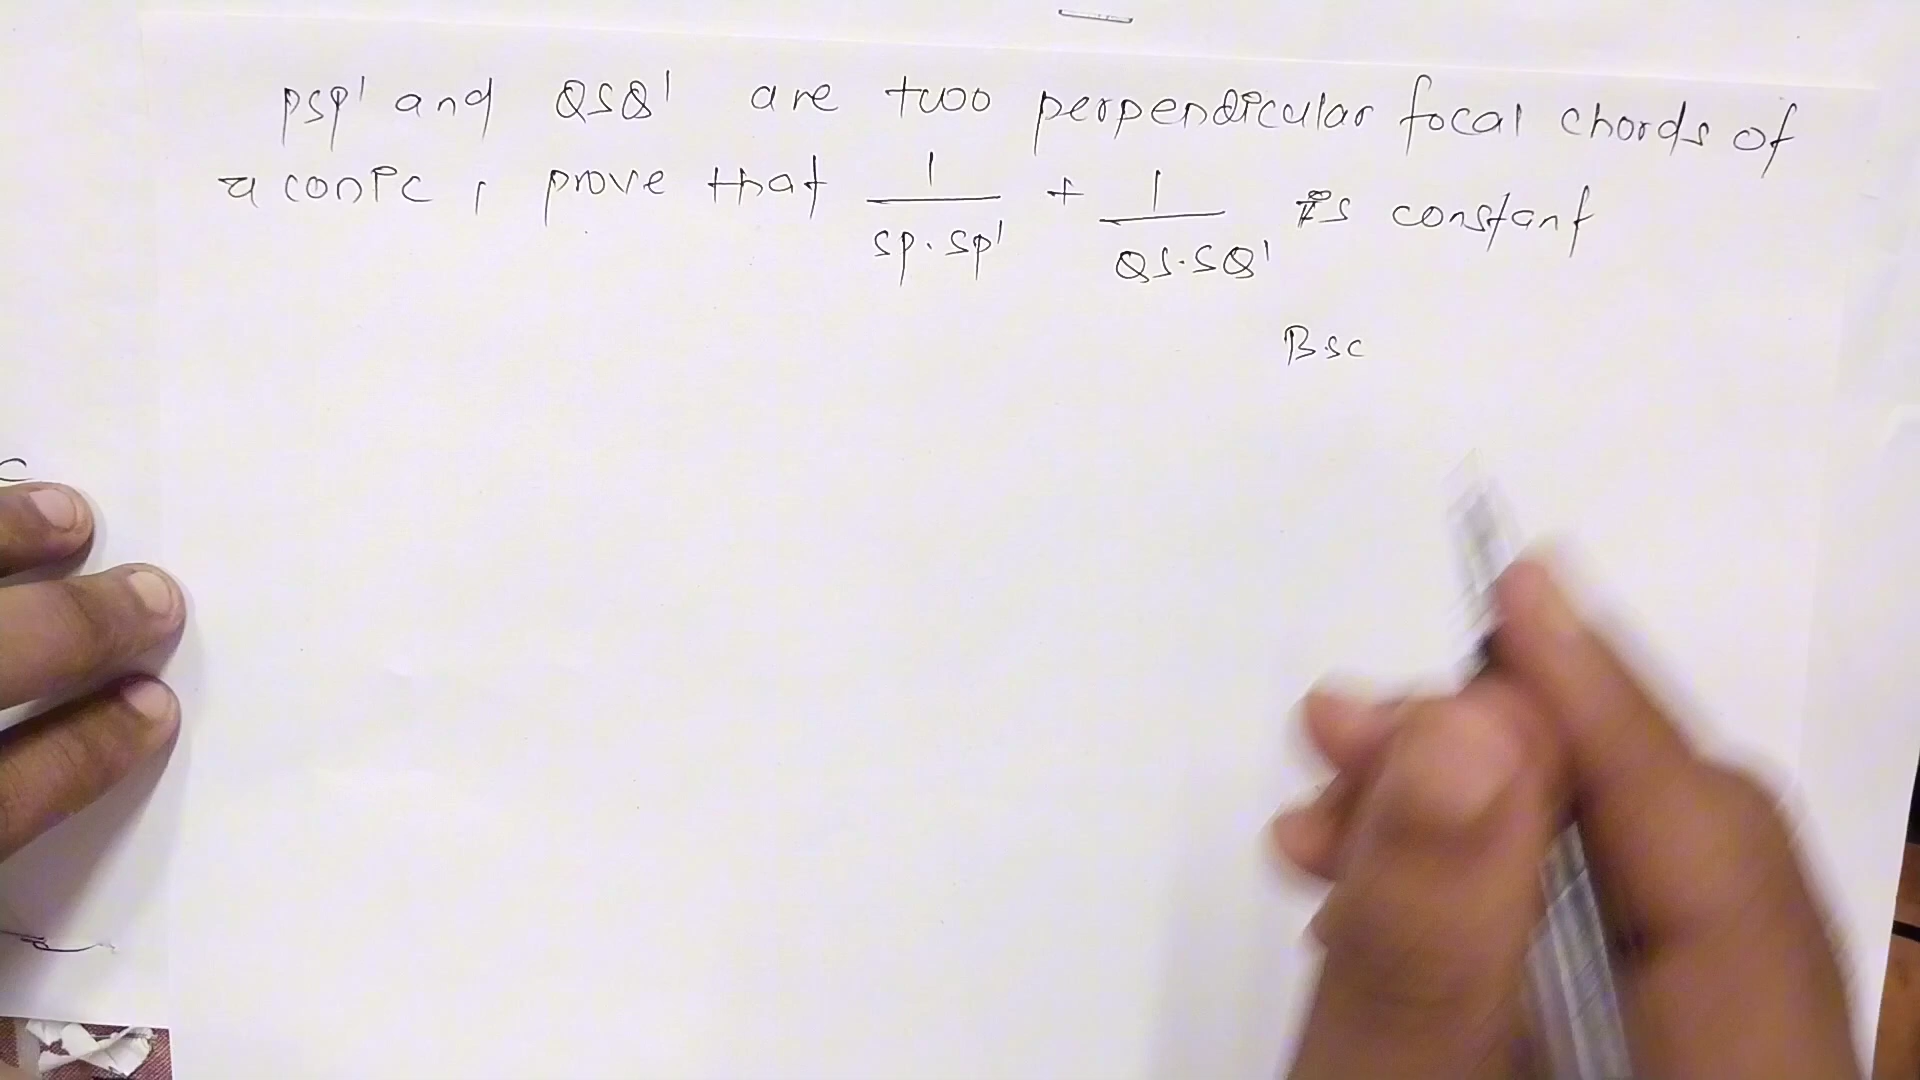 PSP' and QSQ' are two perpendicular focal chords of
a conic, prove that 1/SP.SP' + 1/QS.SQ' is constant
Bsc